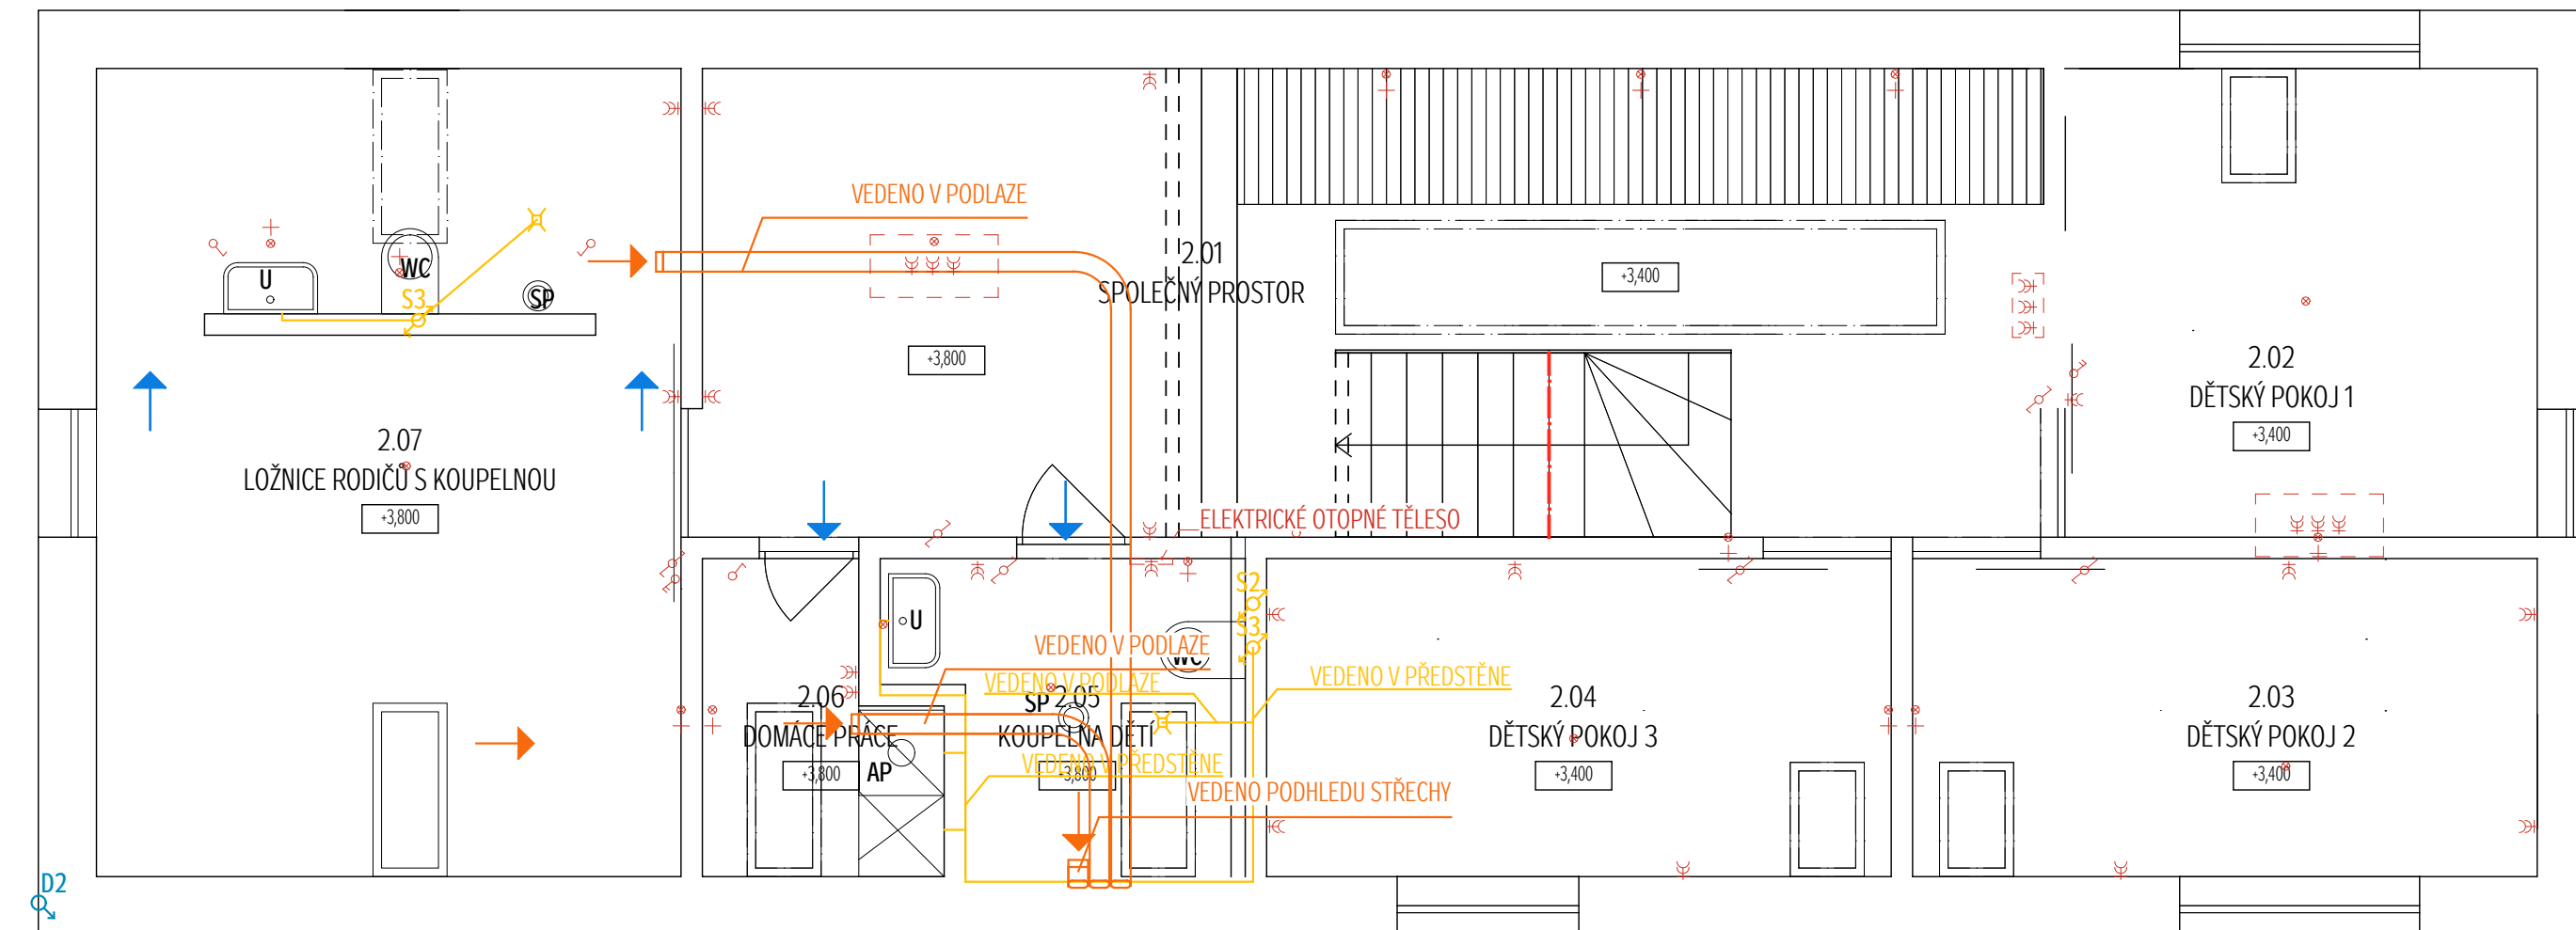 VEDENO V PODLAZE
2.01
SPOLEČNÝ PROSTOR
+3,400
+3,800
U
WC
S3
SP
2.02
DĚTSKÝ POKOJ 1
+3,400
2.07
LOŽNICE RODIČŮ S KOUPELNOU
+3,800
ELEKTRICKÉ OTOPNÉ TĚLESO
S2
S3
U
WC
VEDENO V PODLAZE
VEDENO V PODLAZE
VEDENO V PŘEDSTĚNE
2.06
DOMÁCÍ PRÁCE
+3,800
AP
SP
2.05
KOUPELNA DĚTÍ
+3,800
VEDENO V PŘEDSTĚNE
VEDENO PODHLEDU STŘECHY
2.04
DĚTSKÝ POKOJ 3
+3,400
2.03
DĚTSKÝ POKOJ 2
+3,400
D2